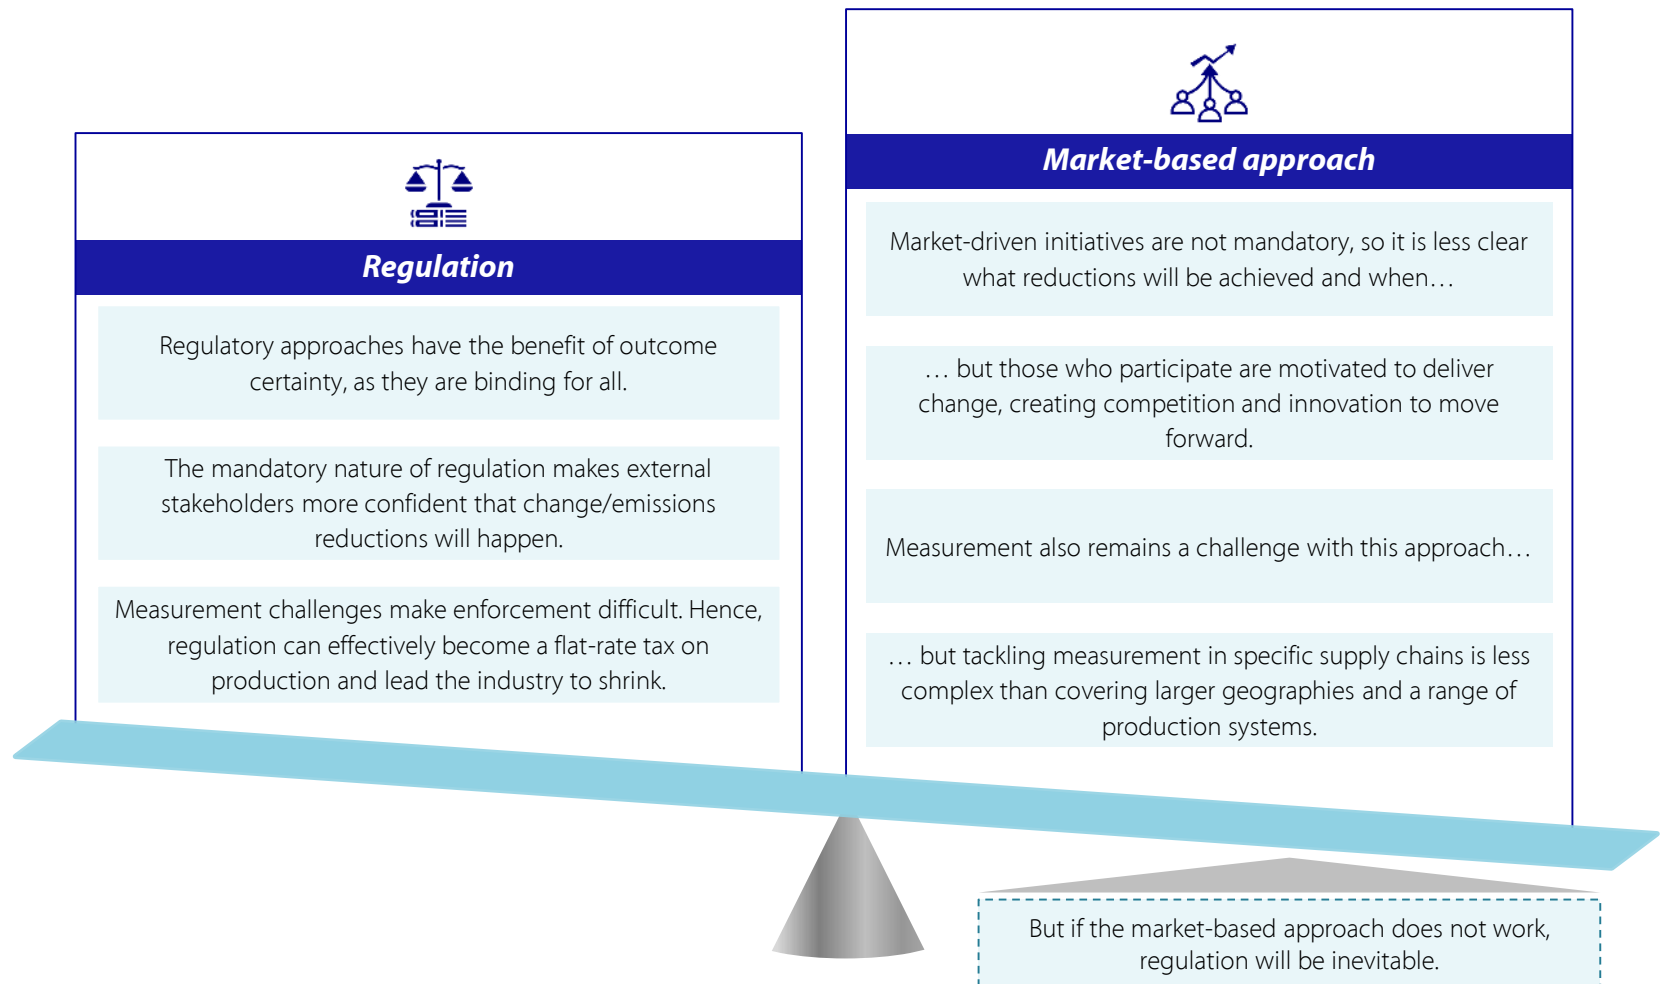 Regulation
Regulatory approaches have the benefit of outcome
certainty, as they are binding for all.
The mandatory nature of regulation makes external
stakeholders more confident that change/emissions
reductions will happen.
Measurement challenges make enforcement difficult. Hence,
regulation can effectively become a flat-rate tax on
production and lead the industry to shrink.
Market-based approach
Market-driven initiatives are not mandatory, so it is less clear
what reductions will be achieved and when…
… but those who participate are motivated to deliver
change, creating competition and innovation to move
forward.
Measurement also remains a challenge with this approach…
… but tackling measurement in specific supply chains is less
complex than covering larger geographies and a range of
production systems.
But if the market-based approach does not work,
regulation will be inevitable.